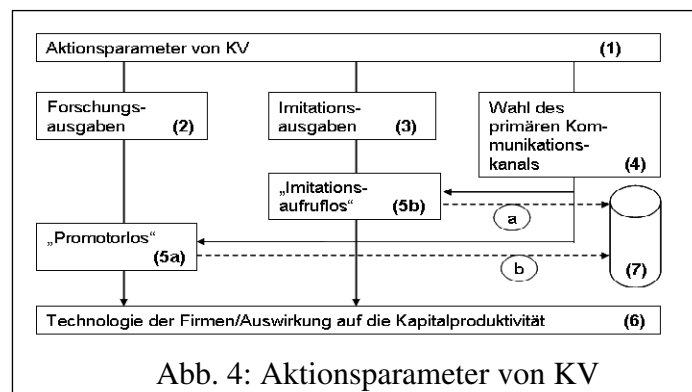 Aktionsparameter von KV (1)
Forschungs-
ausgaben (2)
Imitations-
ausgaben (3)
Wahl des
primären Kom-
munikations-
kanals (4)
„Imitations-
aufruflos“ (5b)
a
„Promotorlos“
(5a)
b
(7)
Technologie der Firmen/Auswirkung auf die Kapitalproduktivität (6)
Abb. 4: Aktionsparameter von KV